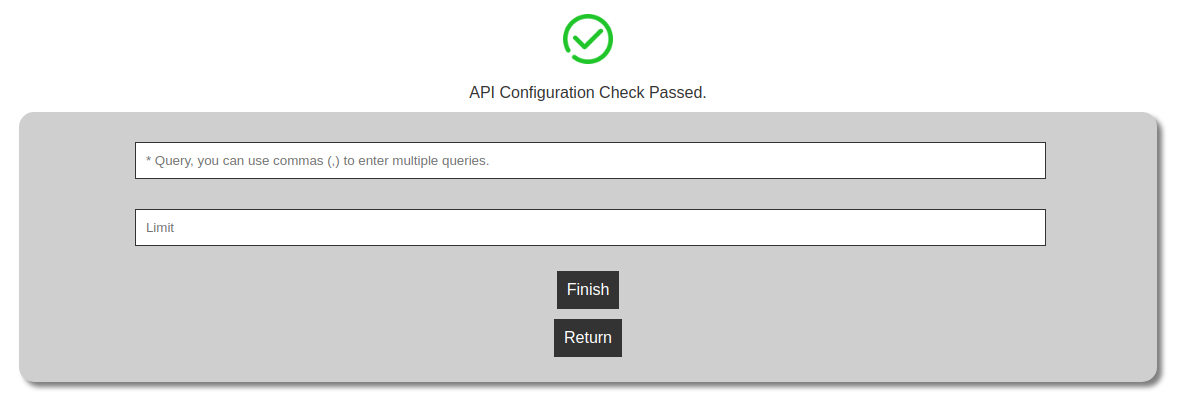 API Configuration Check Passed.
* Query, you can use commas (,) to enter multiple queries.
Limit
Finish
Return